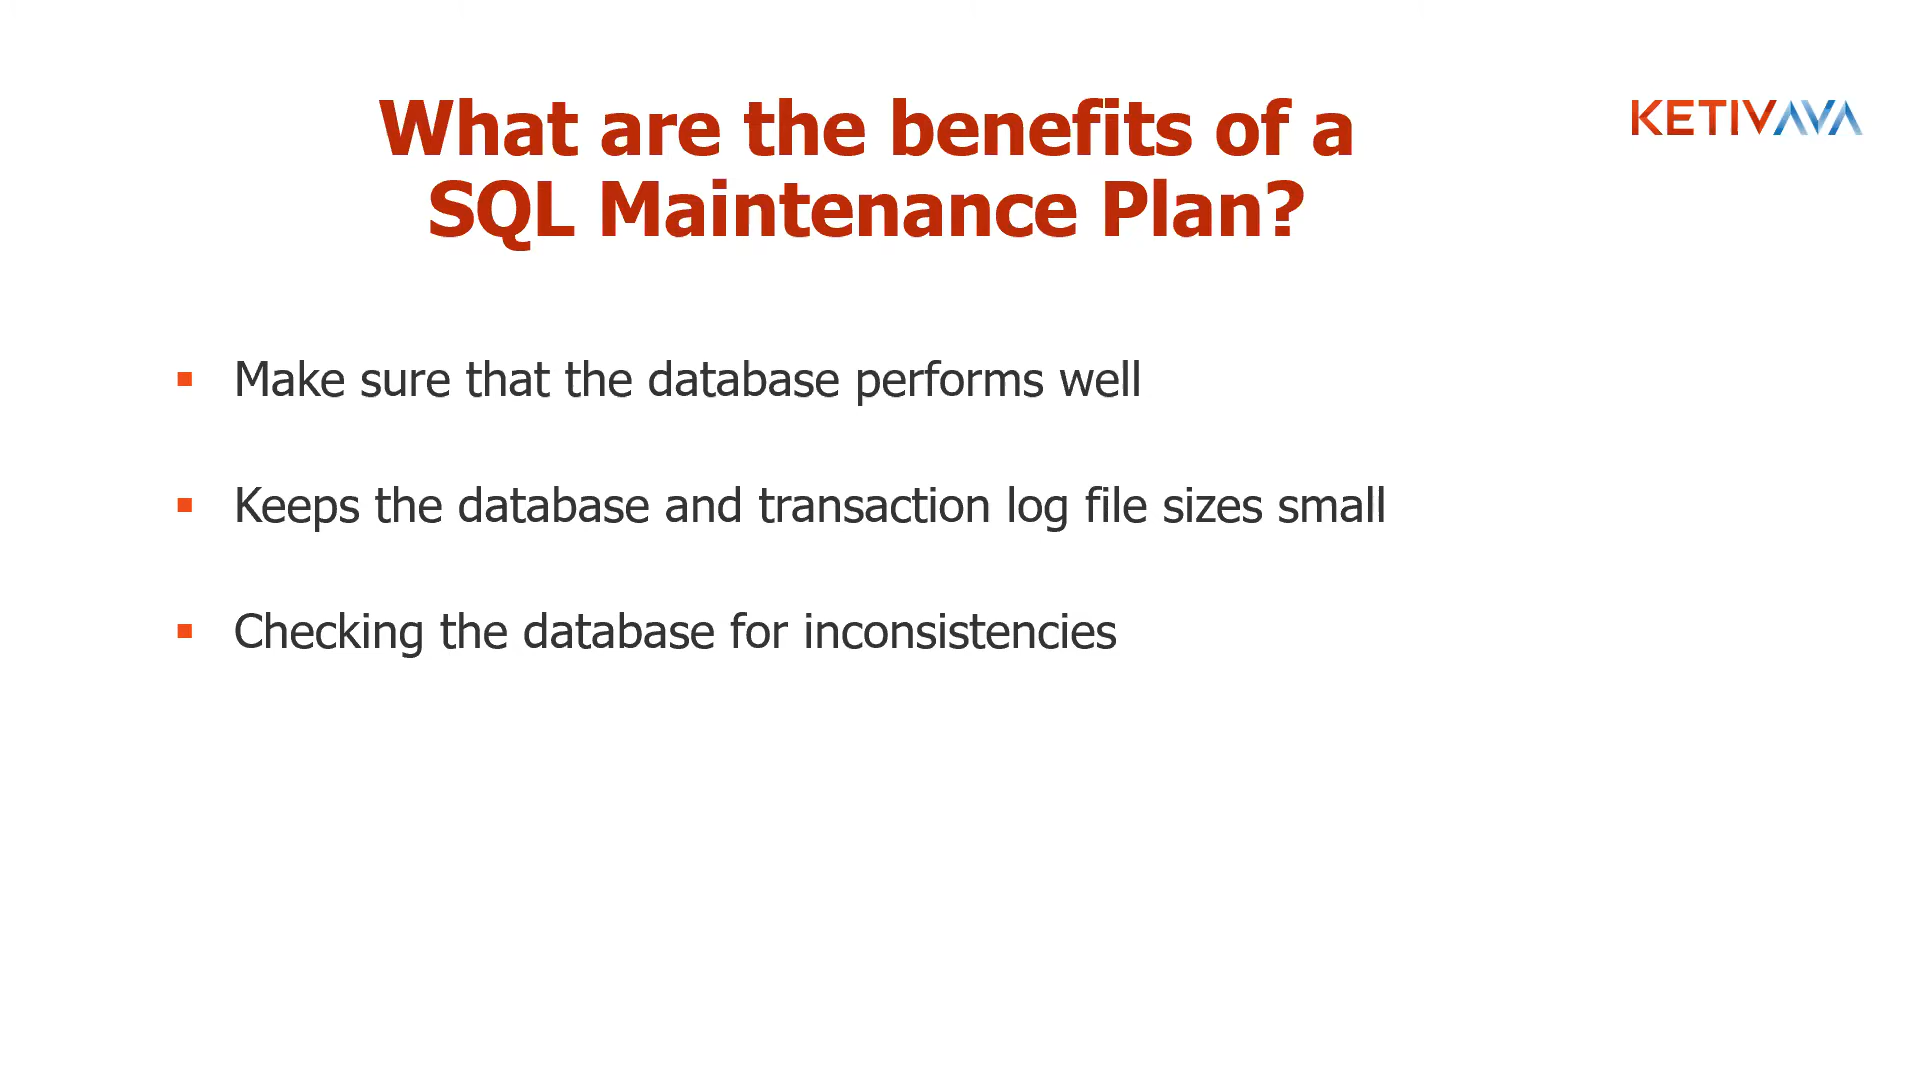 What are the benefits of a
KETIVAVA
SQL Maintenance Plan?
Make sure that the database performs well
Keeps the database and transaction log file sizes small
Checking the database for inconsistencies